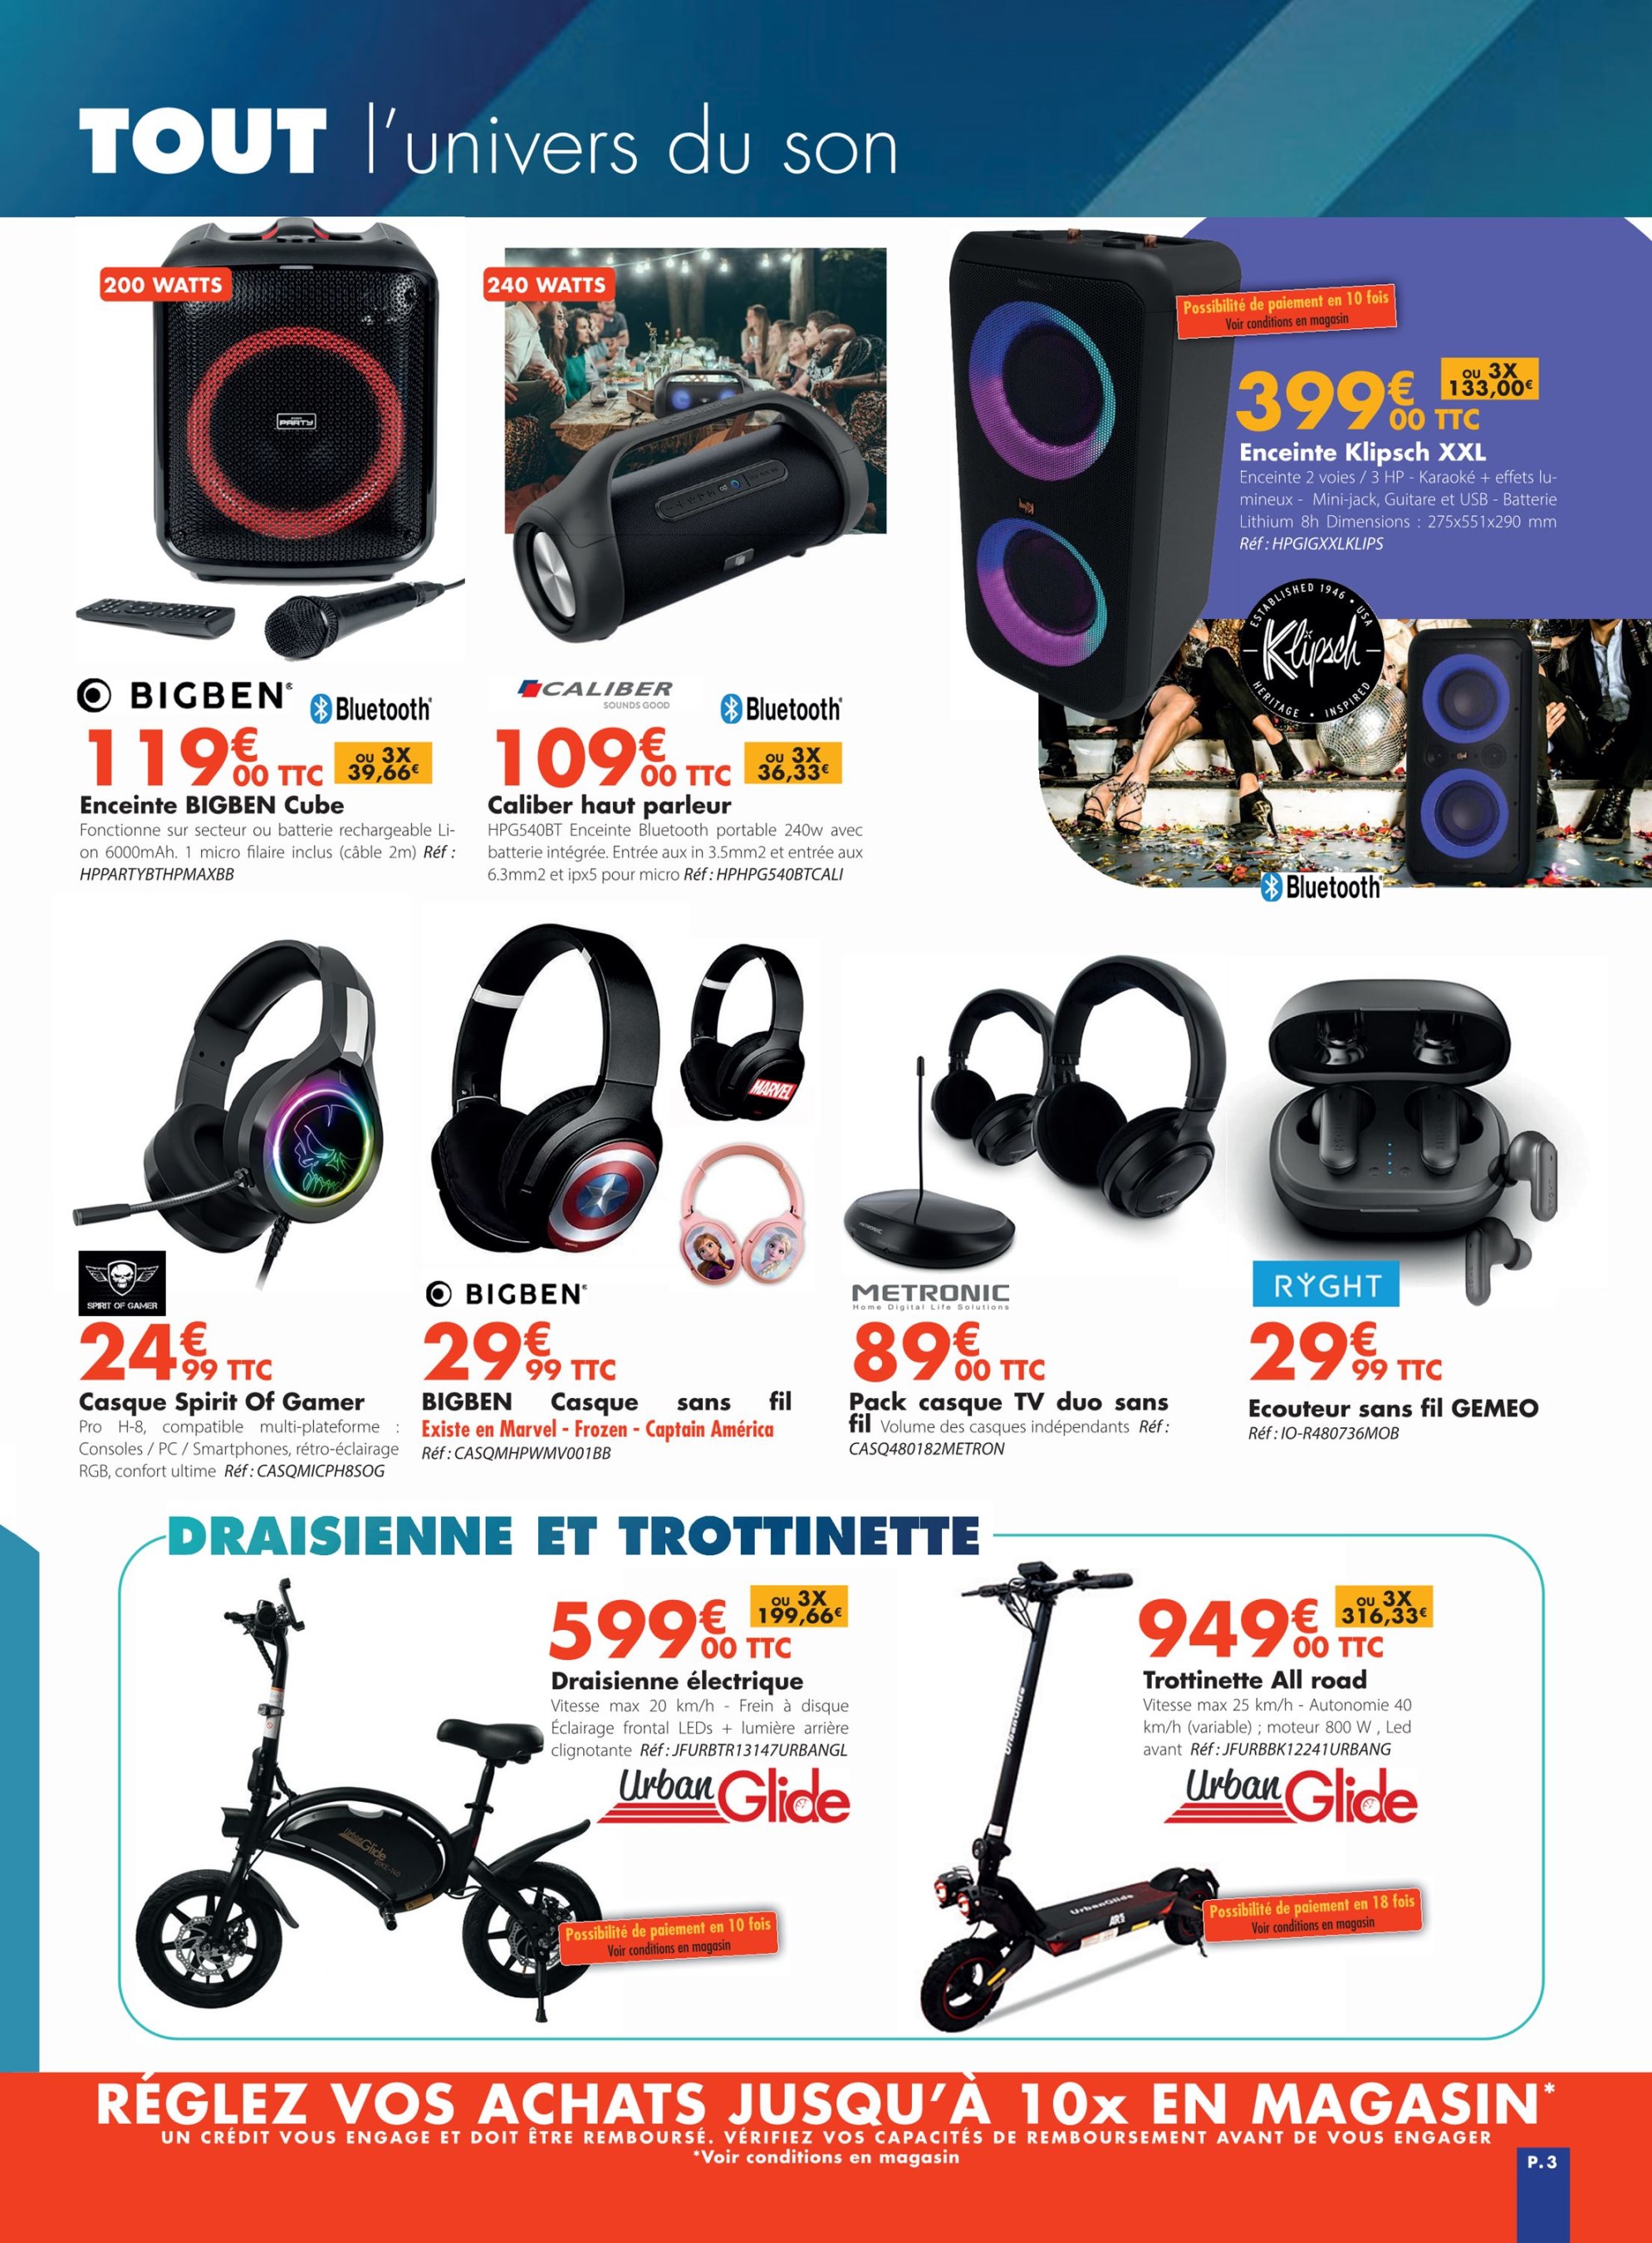 TOUT l'univers du son
200 WATTS
PARTY
BIGBEN
Bluetooth
119€00 TTC
OU 3X
39,66€
Enceinte BIGBEN Cube
Fonctionne sur secteur ou batterie rechargeable Li-
on 6000mAh. 1 micro filaire inclus (câble 2m) Réf :
HPPARTYBTHPMAXBB
240 WATTS
CALIBER
SOUNDS GOOD
Bluetooth
109€00 TTC
OU 3X
36,33€
Caliber haut parleur
HPG540BT Enceinte Bluetooth portable 240w avec
batterie intégrée. Entrée aux in 3.5mm2 et entrée aux
6.3mm2 et ipx5 pour micro Réf : HPHPG540BTCALI
Possibilité de paiement en 10 fois
Voir conditions en magasin
399€00 TTC
OU 3X
133,00€
Enceinte Klipsch XXL
Enceinte 2 voies / 3 HP - Karaoké + effets lu-
mineux - Mini-jack, Guitare et USB - Batterie
Lithium 8h Dimensions : 275x551x290 mm
Réf : HPGIGXXLKLIPS
ESTABLISHED 1946 • USA
Klipsch
HERITAGE • INSPIRED
Bluetooth
SPIRIT OF GAMER
24€99 TTC
Casque Spirit Of Gamer
Pro H-8, compatible multi-plateforme :
Consoles / PC / Smartphones, rétro-éclairage
RGB, confort ultime Réf : CASQMICPH8SOG
MARVEL
BIGBEN
29€99 TTC
BIGBEN Casque sans fil
Existe en Marvel - Frozen - Captain América
Réf : CASQMHPWMV001BB
METRONIC
METRONIC
Home Digital Life Solutions
89€00 TTC
Pack casque TV duo sans
fil Volume des casques indépendants Réf :
CASQ480182METRON
RYGHT
RYGHT
29€99 TTC
Ecouteur sans fil GEMEO
Réf : IO-R480736MOB
DRAISIENNE ET TROTTINETTE
599€00 TTC
OU 3X
199,66€
Draisienne électrique
Vitesse max 20 km/h - Frein à disque
Éclairage frontal LEDs + lumière arrière
clignotante Réf : JFURBTR13147URBANGL
Urban Glide
UrbanGlide
Possibilité de paiement en 10 fois
Voir conditions en magasin
949€00 TTC
OU 3X
316,33€
Trottinette All road
Vitesse max 25 km/h - Autonomie 40
km/h (variable) ; moteur 800 W , Led
avant Réf : JFURBBK12241URBANG
Urban Glide
UrbanGlide
UrbanGlide
Possibilité de paiement en 18 fois
Voir conditions en magasin
RÉGLEZ VOS ACHATS JUSQU'À 10x EN MAGASIN*
UN CRÉDIT VOUS ENGAGE ET DOIT ÊTRE REMBOURSÉ. VÉRIFIEZ VOS CAPACITÉS DE REMBOURSEMENT AVANT DE VOUS ENGAGER
*Voir conditions en magasin
P. 3